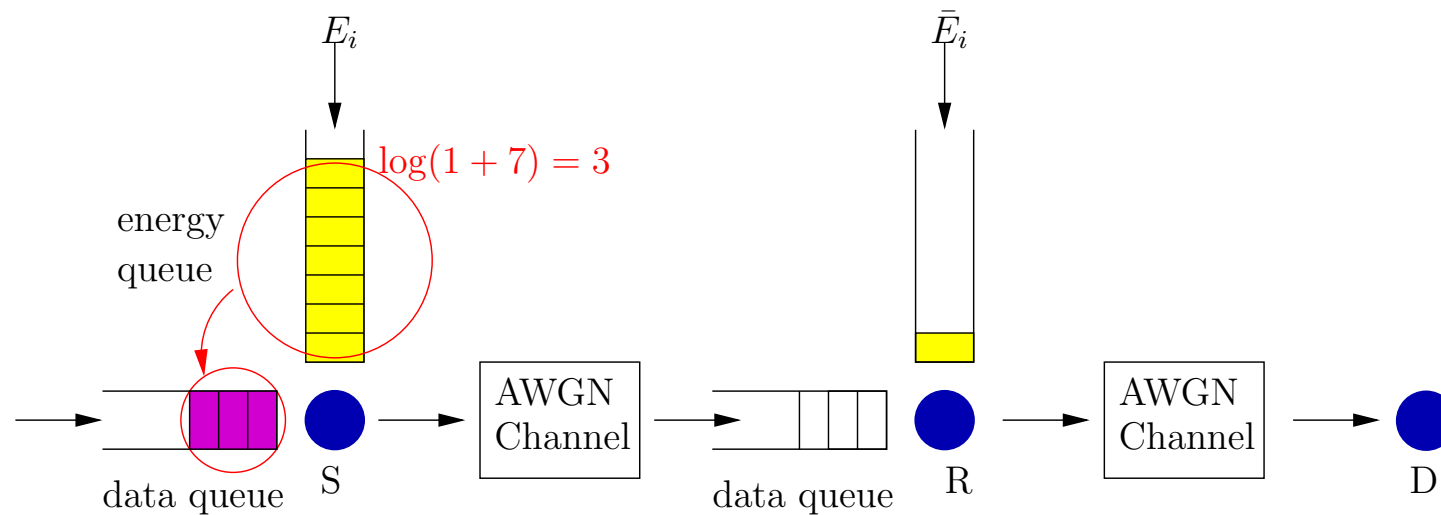 E_i
Ē_i
log(1 + 7) = 3
energy
queue
AWGN
Channel
AWGN
Channel
data queue
S
data queue
R
D